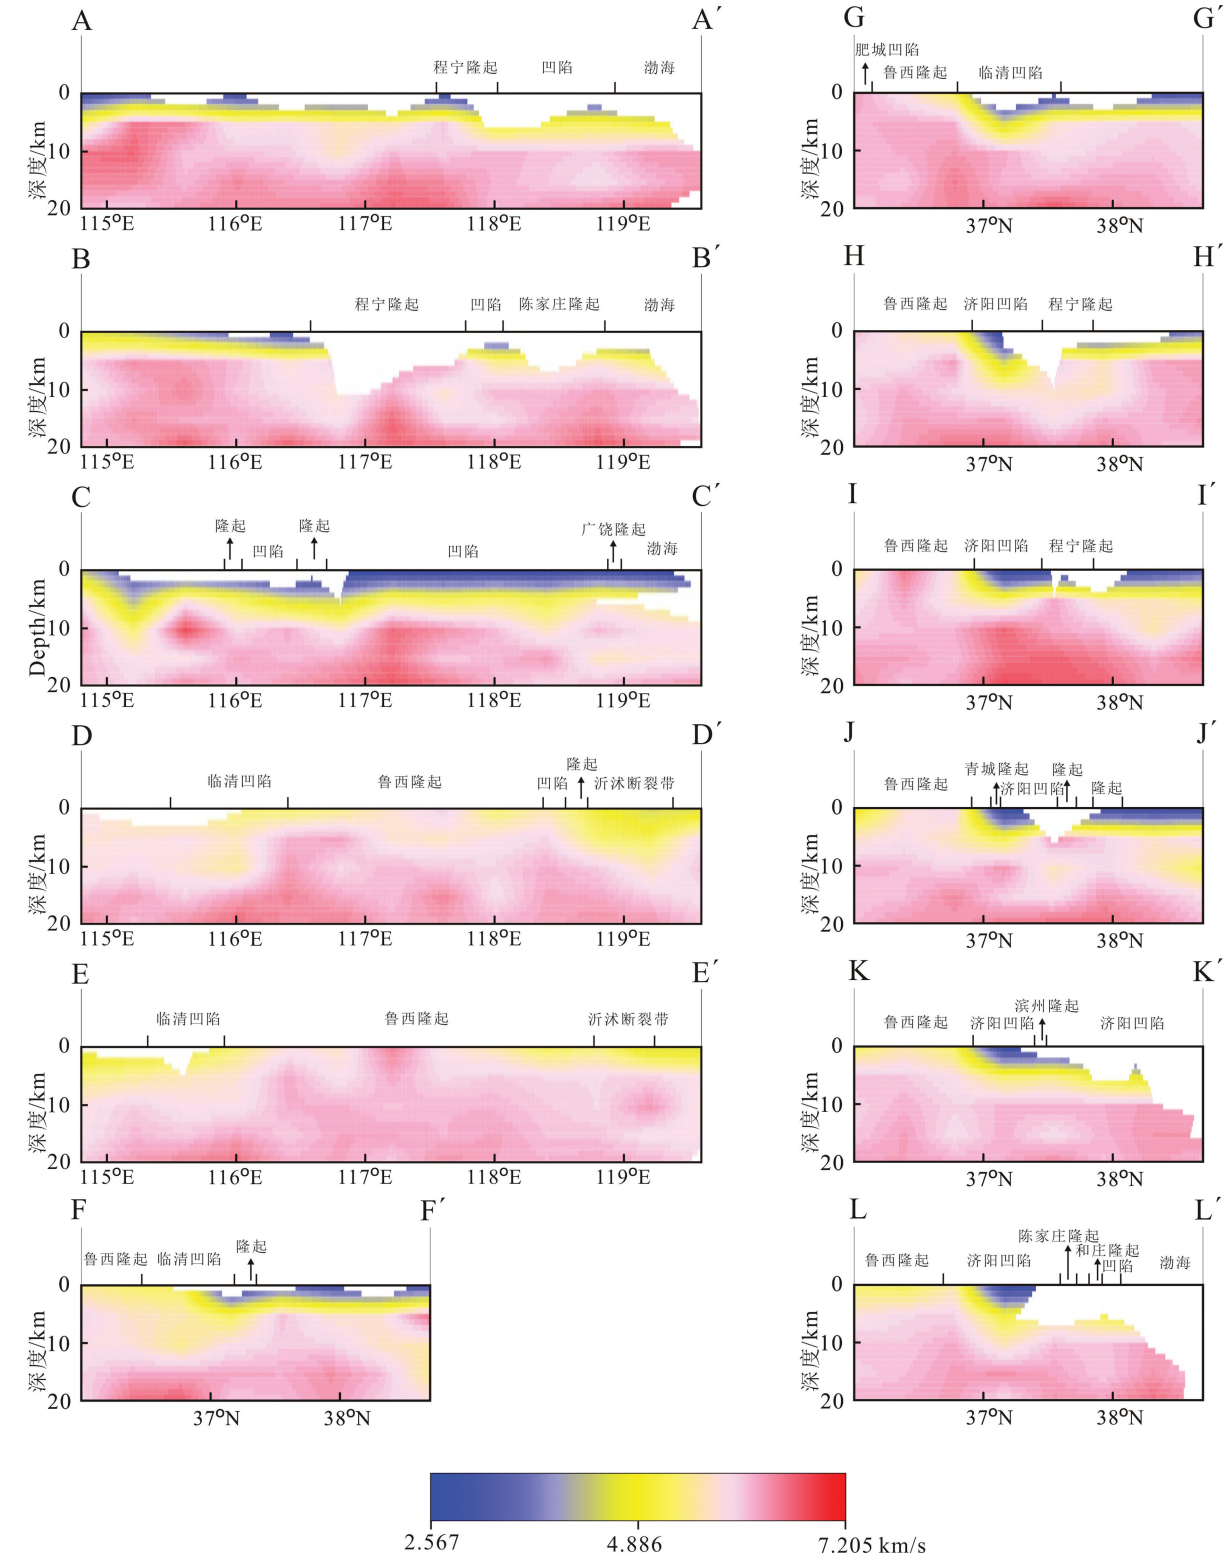 A A′
程宁隆起 凹陷 渤海
0
10
20
深度/km
115°E 116°E 117°E 118°E 119°E
B B′
程宁隆起 凹陷 陈家庄隆起 渤海
0
10
20
深度/km
115°E 116°E 117°E 118°E 119°E
C C′
隆起 凹陷 隆起 凹陷 广饶隆起 渤海
0
10
20
Depth/km
115°E 116°E 117°E 118°E 119°E
D D′
临清凹陷 鲁西隆起 凹陷 隆起 沂沭断裂带
0
10
20
深度/km
115°E 116°E 117°E 118°E 119°E
E E′
临清凹陷 鲁西隆起 沂沭断裂带
0
10
20
深度/km
115°E 116°E 117°E 118°E 119°E
F F′
鲁西隆起 临清凹陷 隆起
0
10
20
深度/km
37°N 38°N
G G′
肥城凹陷
鲁西隆起 临清凹陷
0
10
20
深度/km
37°N 38°N
H H′
鲁西隆起 济阳凹陷 程宁隆起
0
10
20
深度/km
37°N 38°N
I I′
鲁西隆起 济阳凹陷 程宁隆起
0
10
20
深度/km
37°N 38°N
J J′
鲁西隆起 青城隆起 济阳凹陷 隆起 隆起
0
10
20
深度/km
37°N 38°N
K K′
滨州隆起
鲁西隆起 济阳凹陷 济阳凹陷
0
10
20
深度/km
37°N 38°N
L L′
陈家庄隆起
和庄隆起
鲁西隆起 济阳凹陷 凹陷 渤海
0
10
20
深度/km
37°N 38°N
2.567 4.886 7.205 km/s